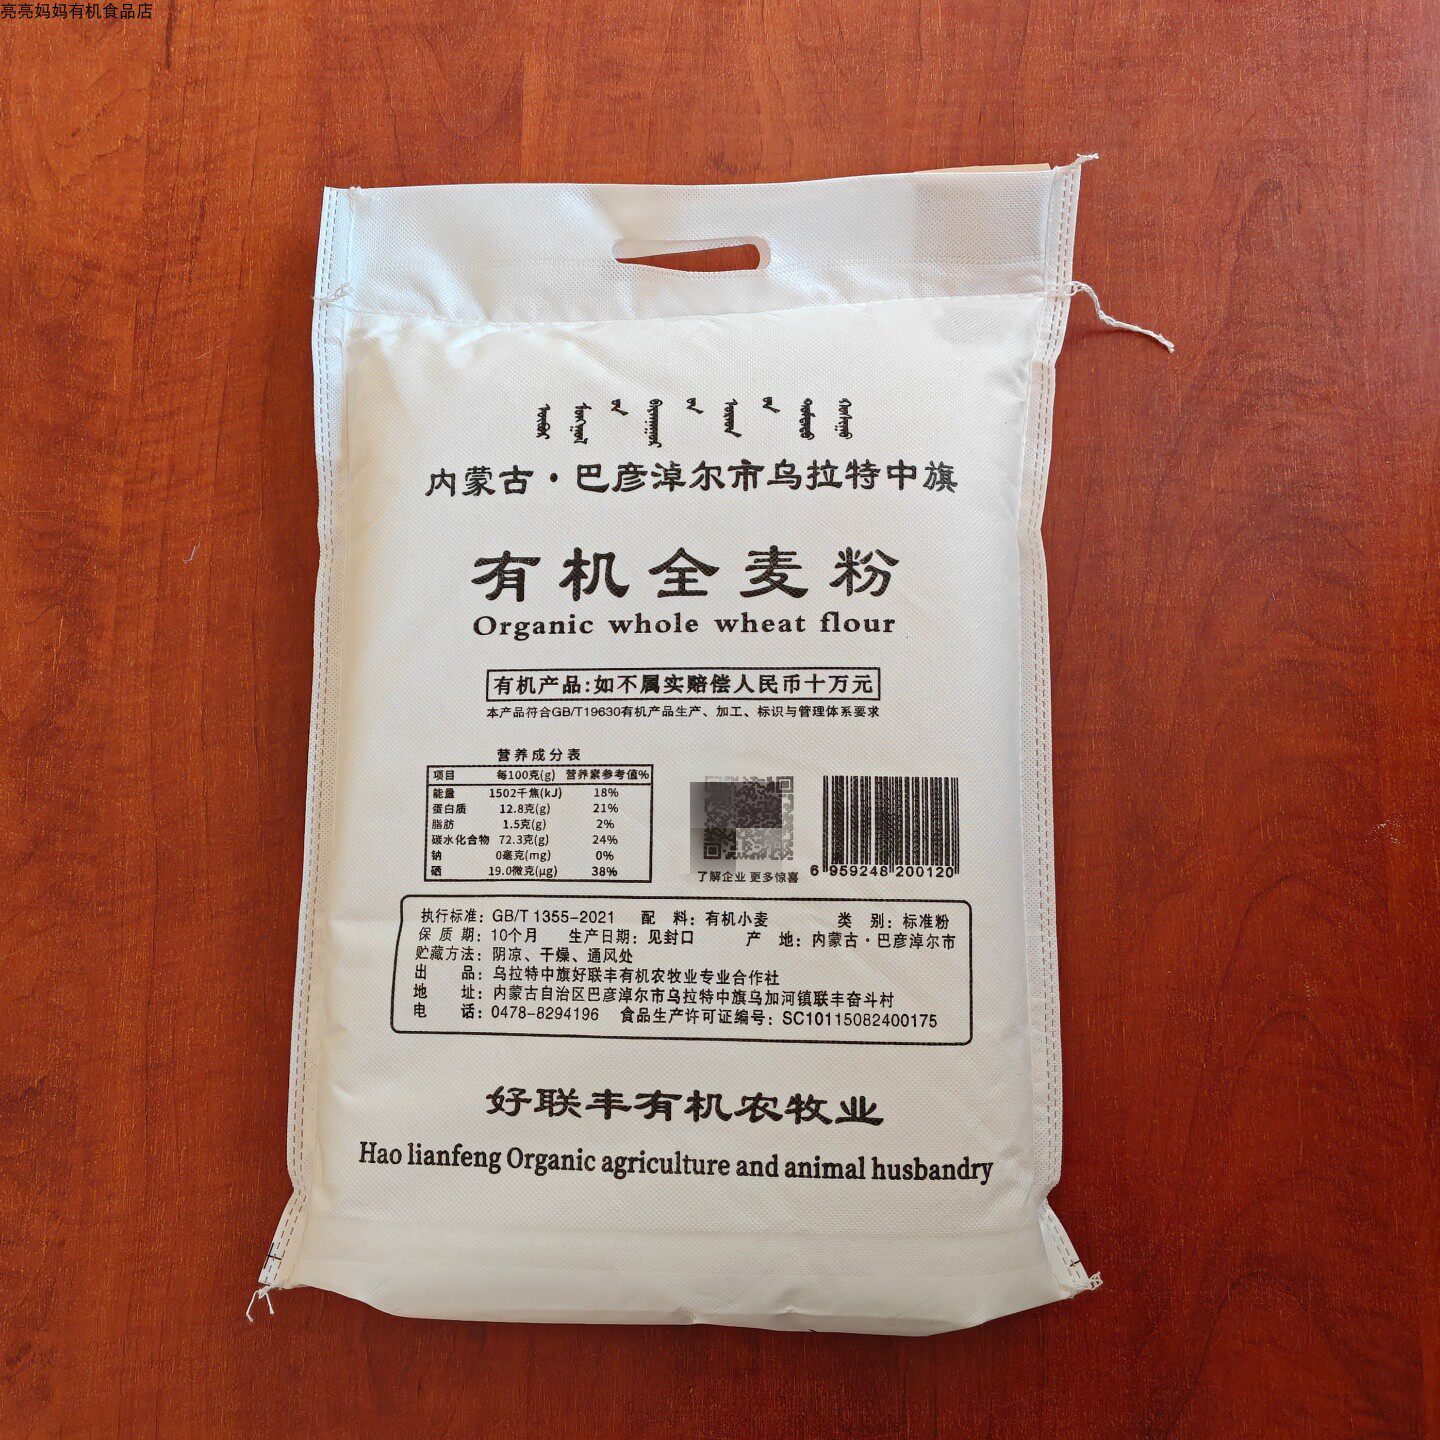 亮亮妈妈有机食品店
内蒙古·巴彦淖尔市乌拉特中旗
有机全麦粉
Organic whole wheat flour
有机产品:如不属实赔偿人民币十万元
本产品符合GB/T19630有机产品生产、加工、标识与管理体系要求
营养成分表
项目 每100克(g) 营养素参考值%
能量 1502千焦(kJ) 18%
蛋白质 12.8克(g) 21%
脂肪 1.5克(g) 2%
碳水化合物 72.3克(g) 24%
钠 0毫克(mg) 0%
硒 19.0微克(µg) 38%
了解企业 更多惊喜
6 959248 200120
执行标准: GB/T 1355-2021 配 料: 有机小麦 类 别: 标准粉
保 质 期: 10个月 生产日期: 见封口 产 地: 内蒙古·巴彦淖尔市
贮藏方法: 阴凉、干燥、通风处
出 品: 乌拉特中旗好联丰有机农牧业专业合作社
地 址: 内蒙古自治区巴彦淖尔市乌拉特中旗乌加河镇联丰奋斗村
电 话: 0478-8294196 食品生产许可证编号: SC10115082400175
好联丰有机农牧业
Hao lianfeng Organic agriculture and animal husbandry